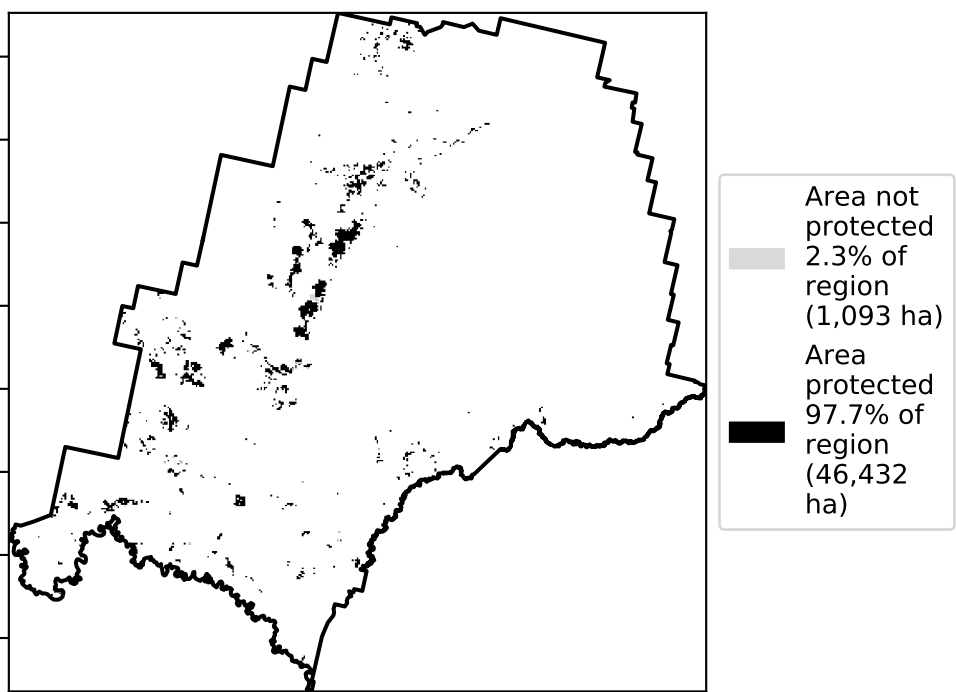 Area not
protected
2.3% of
region
(1,093 ha)
Area
protected
97.7% of
region
(46,432
ha)